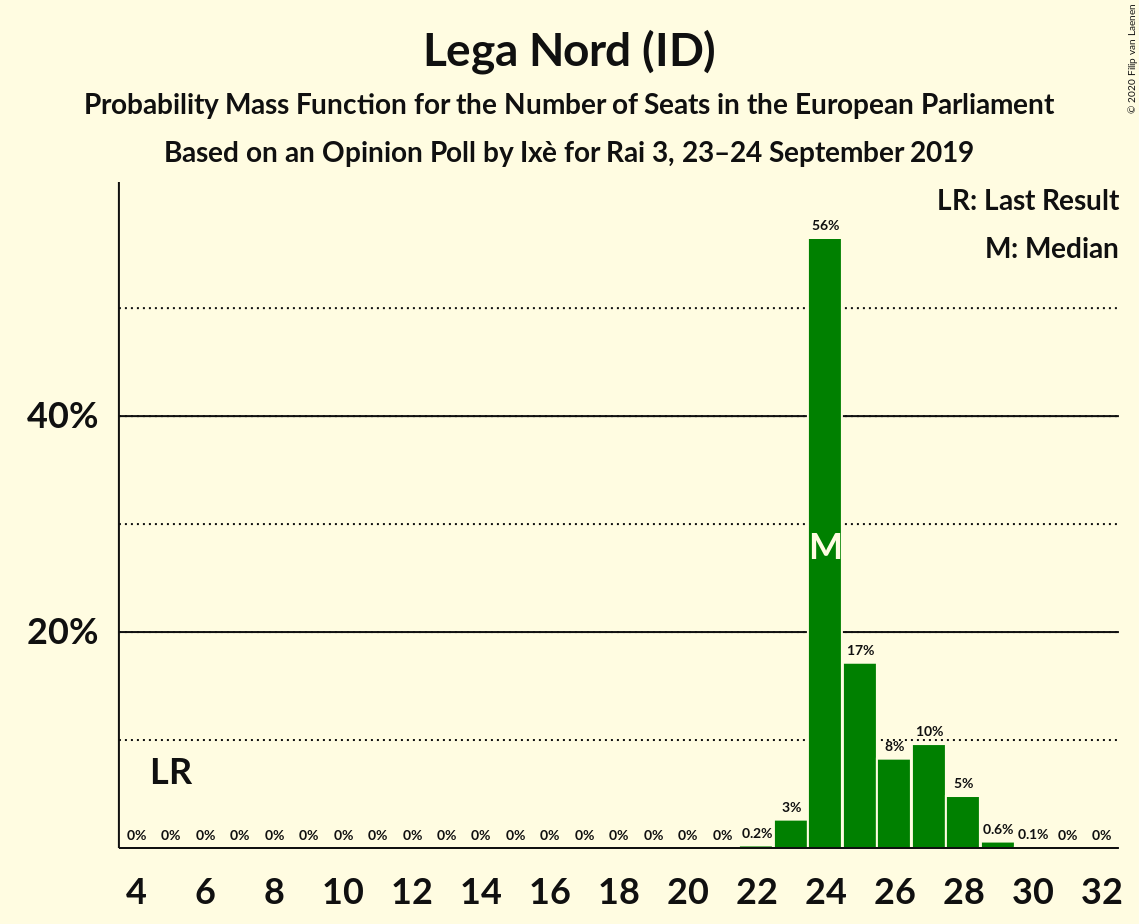 Lega Nord (ID)
Probability Mass Function for the Number of Seats in the European Parliament
Based on an Opinion Poll by Ixè for Rai 3, 23–24 September 2019
© 2020 Filip van Laenen
LR: Last Result
M: Median
56%
40%
M
20%
17%
10%
8%
LR
5%
3%
0% 0% 0% 0% 0% 0% 0% 0% 0% 0% 0% 0% 0% 0% 0% 0% 0% 0% 0.2% 0.6% 0.1% 0% 0%
4 6 8 10 12 14 16 18 20 22 24 26 28 30 32